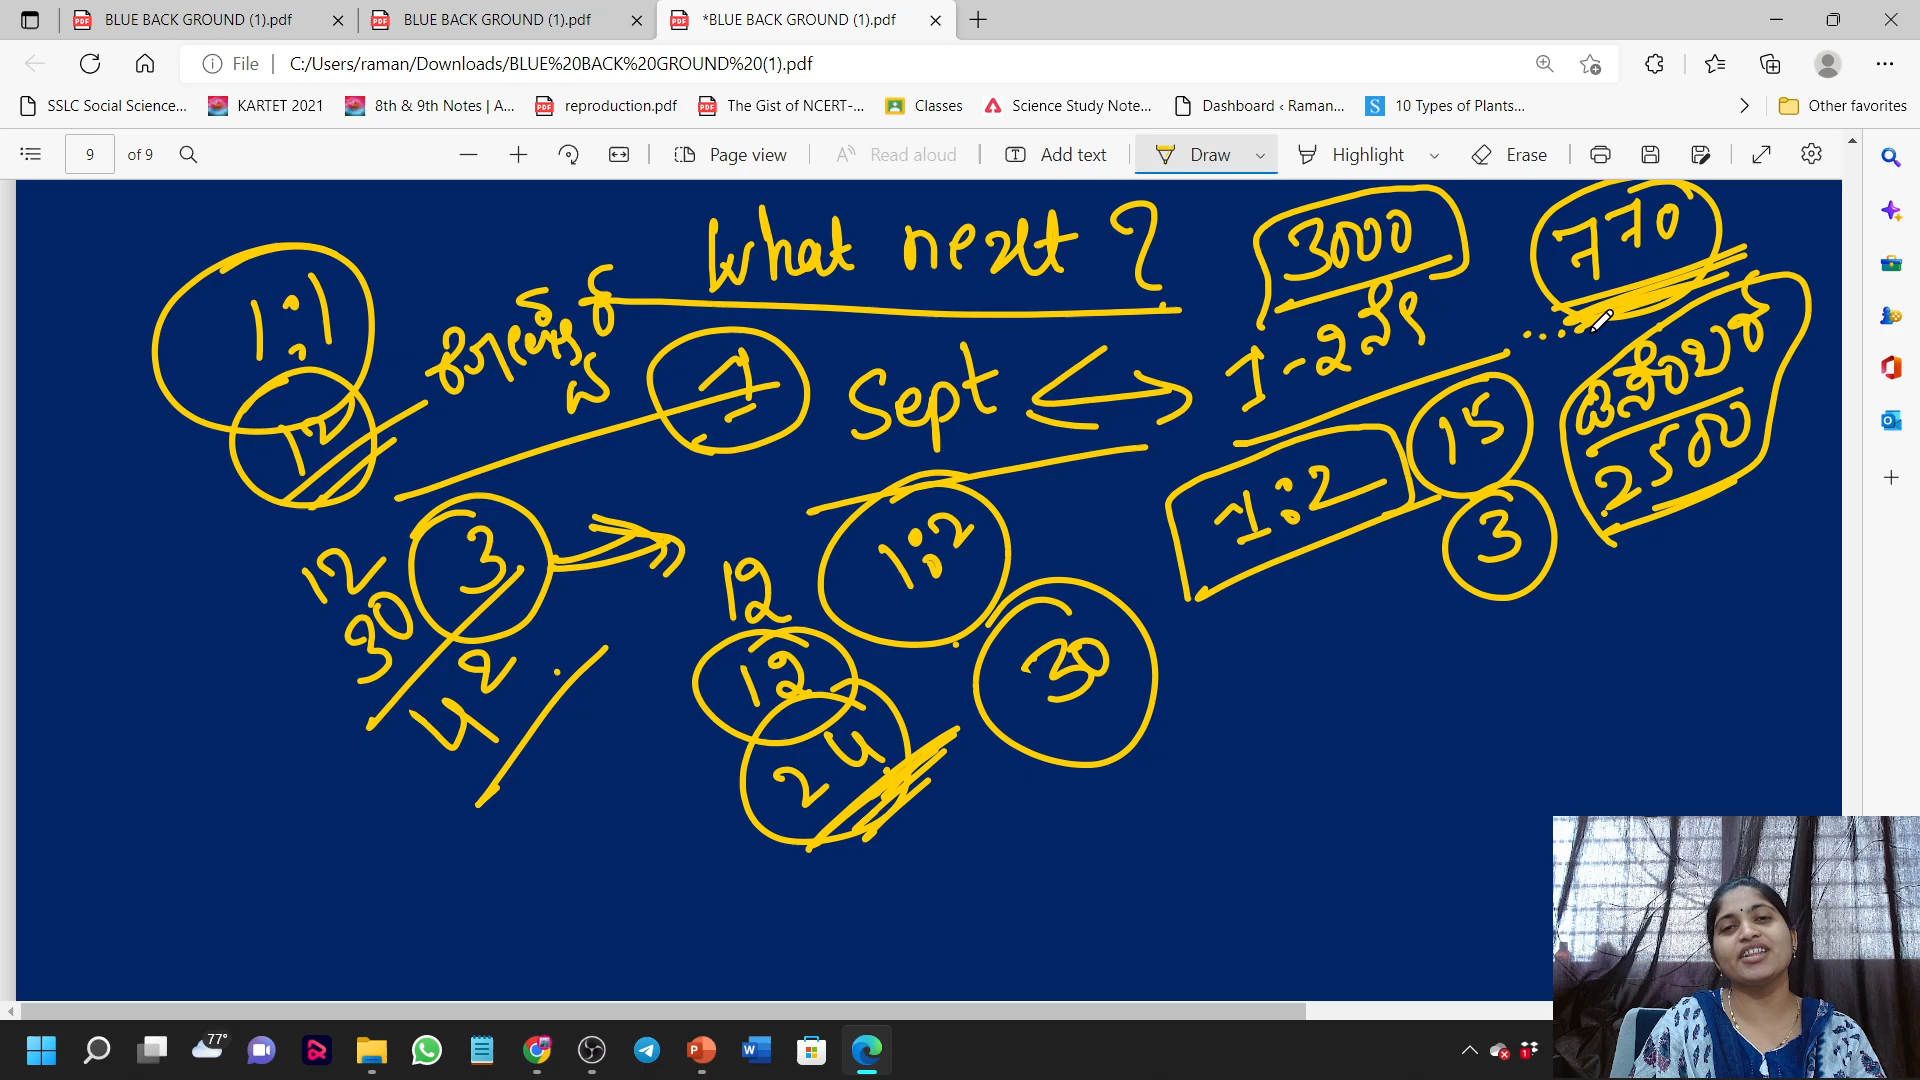 BLUE BACK GROUND (1).pdf
BLUE BACK GROUND (1).pdf
*BLUE BACK GROUND (1).pdf
File
C:/Users/raman/Downloads/BLUE%20BACK%20GROUND%20(1).pdf
SSLC Social Science...
KARTET 2021
8th & 9th Notes | A...
reproduction.pdf
The Gist of NCERT-...
Classes
Science Study Note...
Dashboard ‹ Raman...
10 Types of Plants...
Other favorites
9 of 9
Page view
Read aloud
Add text
Draw
Highlight
Erase
What next ?
3000
770
1:1
12
1
Sept
1-2
15
1:2
3
2500
3
12
30
42
1:2
12
12
24
30
77°